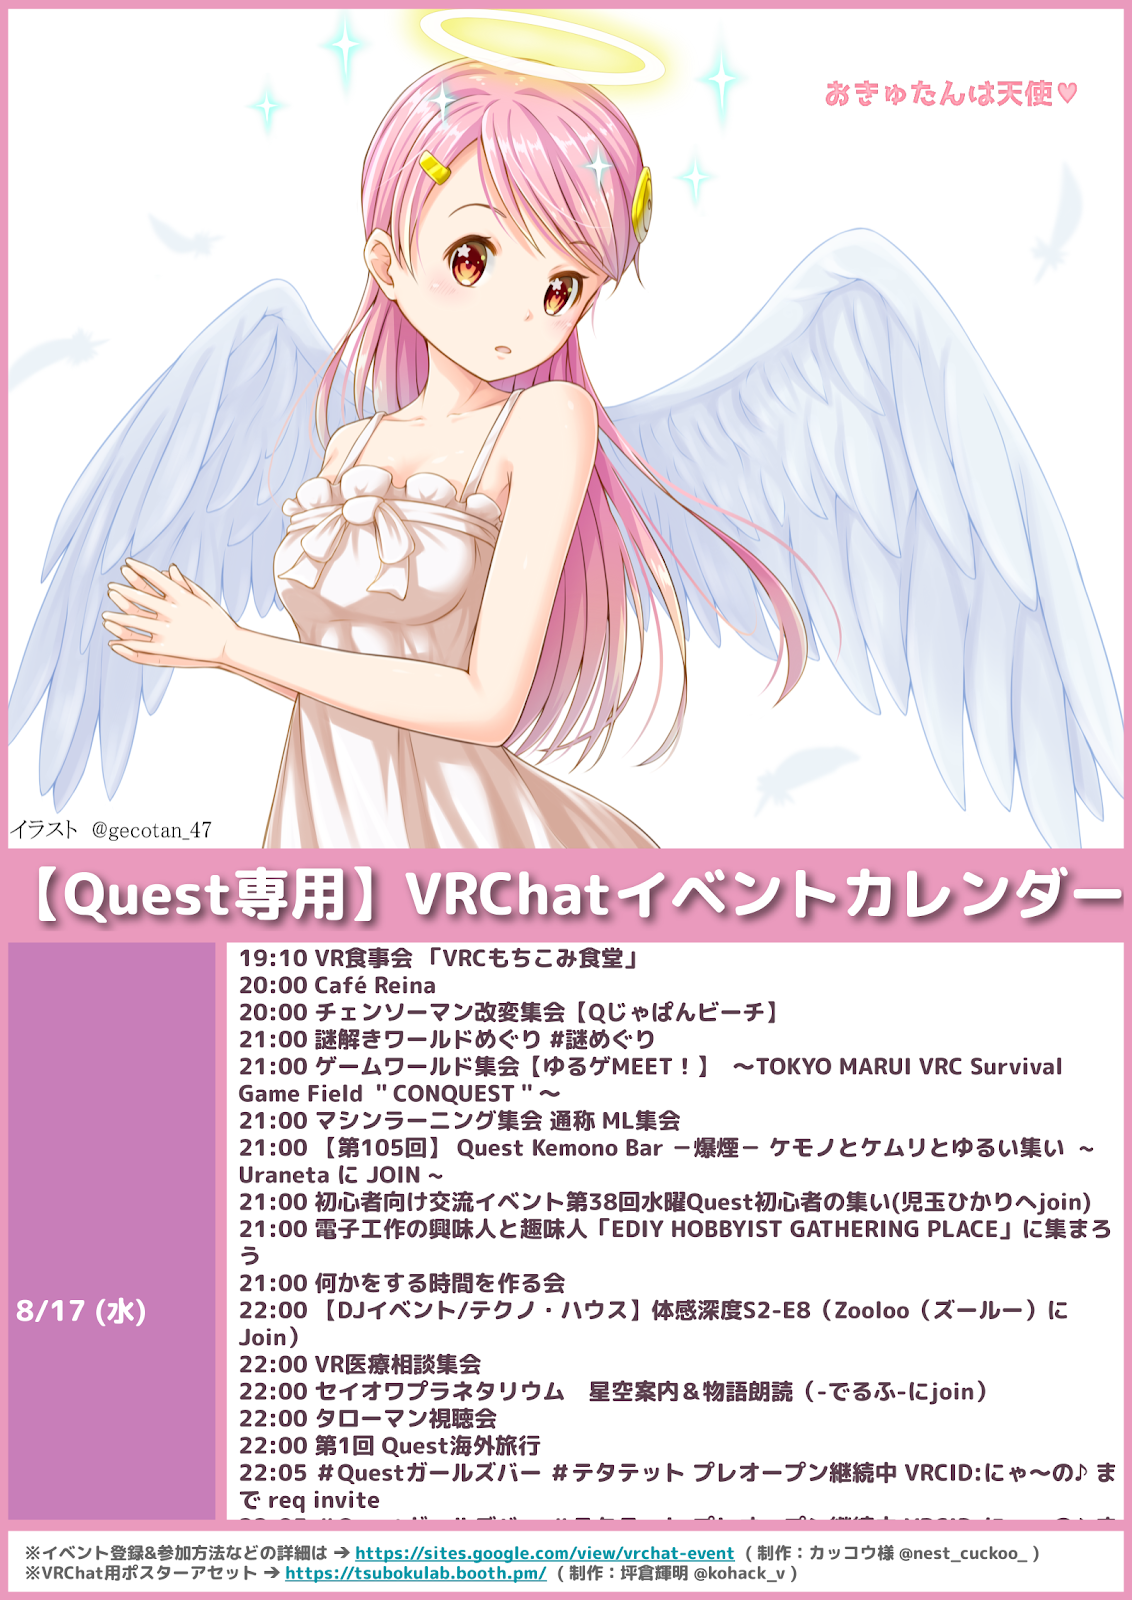 おきゅたんは天使♥
イラスト @gecotan_47
【Quest専用】VRChatイベントカレンダー
8/17 (水)
19:10 VR食事会 「VRCもちこみ食堂」
20:00 Café Reina
20:00 チェンソーマン改変集会【Qじゃぱんビーチ】
21:00 謎解きワールドめぐり #謎めぐり
21:00 ゲームワールド集会【ゆるゲMEET！】 ～TOKYO MARUI VRC Survival
Game Field ＂CONQUEST＂～
21:00 マシンラーニング集会 通称 ML集会
21:00 【第105回】 Quest Kemono Bar －爆煙－ ケモノとケムリとゆるい集い ~
Uraneta に JOIN ~
21:00 初心者向け交流イベント第38回水曜Quest初心者の集い(児玉ひかりへjoin)
21:00 電子工作の興味人と趣味人「EDIY HOBBYIST GATHERING PLACE」に集まろ
う
21:00 何かをする時間を作る会
22:00 【DJイベント/テクノ・ハウス】体感深度S2-E8（Zooloo（ズールー）に
Join）
22:00 VR医療相談集会
22:00 セイオワプラネタリウム　星空案内＆物語朗読（-でるふ-にjoin）
22:00 タローマン視聴会
22:00 第1回 Quest海外旅行
22:05 ＃Questガールズバー ＃テタテット プレオープン継続中 VRCID:にゃ～の♪ ま
で req invite
※イベント登録&参加方法などの詳細は ➔ https://sites.google.com/view/vrchat-event ( 制作：カッコウ様 @nest_cuckoo_ )
※VRChat用ポスターアセット ➔ https://tsubokulab.booth.pm/ ( 制作：坪倉輝明 @kohack_v )